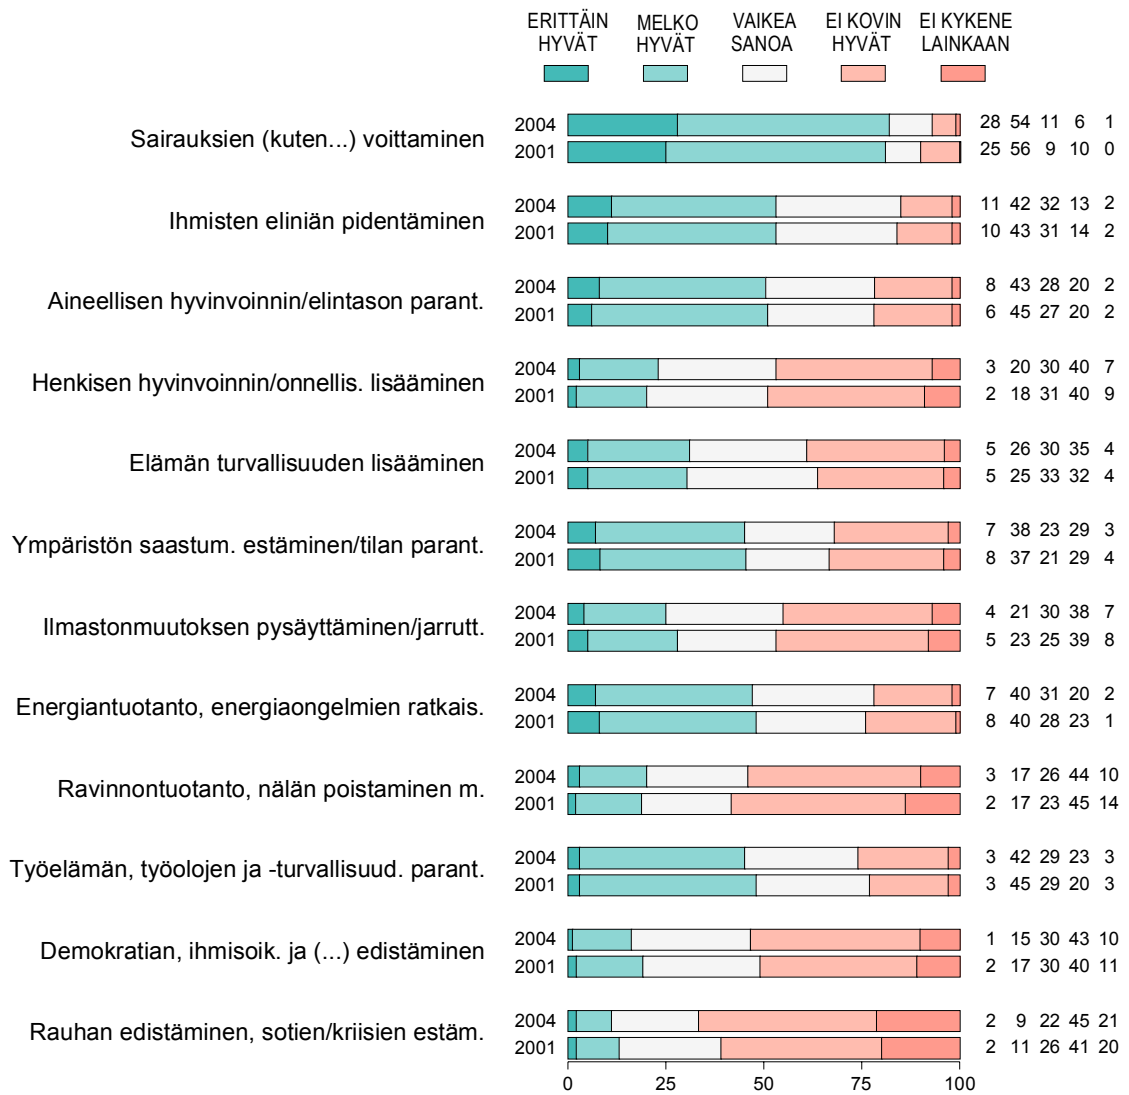 ERITTÄIN HYVÄT
MELKO HYVÄT
VAIKEA SANOA
EI KOVIN HYVÄT
EI KYKENE LAINKAAN
Sairauksien (kuten...) voittaminen
2004 28 54 11 6 1
2001 25 56 9 10 0
Ihmisten eliniän pidentäminen
2004 11 42 32 13 2
2001 10 43 31 14 2
Aineellisen hyvinvoinnin/elintason parant.
2004 8 43 28 20 2
2001 6 45 27 20 2
Henkisen hyvinvoinnin/onnellis. lisääminen
2004 3 20 30 40 7
2001 2 18 31 40 9
Elämän turvallisuuden lisääminen
2004 5 26 30 35 4
2001 5 25 33 32 4
Ympäristön saastum. estäminen/tilan parant.
2004 7 38 23 29 3
2001 8 37 21 29 4
Ilmastonmuutoksen pysäyttäminen/jarrutt.
2004 4 21 30 38 7
2001 5 23 25 39 8
Energiantuotanto, energiaongelmien ratkais.
2004 7 40 31 20 2
2001 8 40 28 23 1
Ravinnontuotanto, nälän poistaminen m.
2004 3 17 26 44 10
2001 2 17 23 45 14
Työelämän, työolojen ja -turvallisuud. parant.
2004 3 42 29 23 3
2001 3 45 29 20 3
Demokratian, ihmisoik. ja (...) edistäminen
2004 1 15 30 43 10
2001 2 17 30 40 11
Rauhan edistäminen, sotien/kriisien estäm.
2004 2 9 22 45 21
2001 2 11 26 41 20
0 25 50 75 100